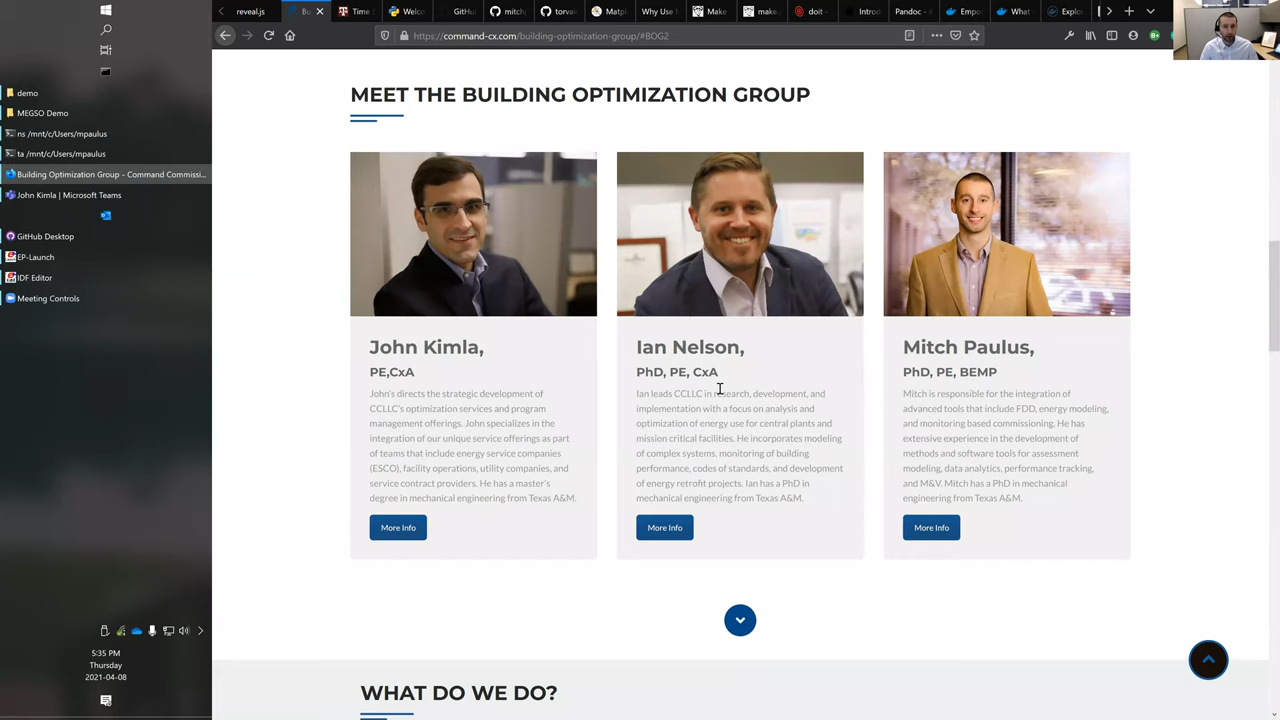 reveal.js
Time
Welco
GitHu
mitch
torval
Matpl
Why Use
Make
make
doit
Introd
Pandoc -
Empo
What
Explo
https://command-cx.com/building-optimization-group/#BOG2
demo
MEGSO Demo
ns /mnt/c/Users/mpaulus
ta /mnt/c/Users/mpaulus
Building Optimization Group - Command Commissi...
John Kimla | Microsoft Teams
GitHub Desktop
EP-Launch
IDF Editor
Meeting Controls
5:35 PM
Thursday
2021-04-08
MEET THE BUILDING OPTIMIZATION GROUP
John Kimla,
PE,CxA
John's directs the strategic development of
CCLLC's optimization services and program
management offerings. John specializes in the
integration of our unique service offerings as part
of teams that include energy service companies
(ESCO), facility operations, utility companies, and
service contract providers. He has a master's
degree in mechanical engineering from Texas A&M.
More Info
Ian Nelson,
PhD, PE, CxA
Ian leads CCLLC in research, development, and
implementation with a focus on analysis and
optimization of energy use for central plants and
mission critical facilities. He incorporates modeling
of complex systems, monitoring of building
performance, codes of standards, and development
of energy retrofit projects. Ian has a PhD in
mechanical engineering from Texas A&M.
More Info
Mitch Paulus,
PhD, PE, BEMP
Mitch is responsible for the integration of
advanced tools that include FDD, energy modeling,
and monitoring based commissioning. He has
extensive experience in the development of
methods and software tools for assessment
modeling, data analytics, performance tracking,
and M&V. Mitch has a PhD in mechanical
engineering from Texas A&M.
More Info
WHAT DO WE DO?